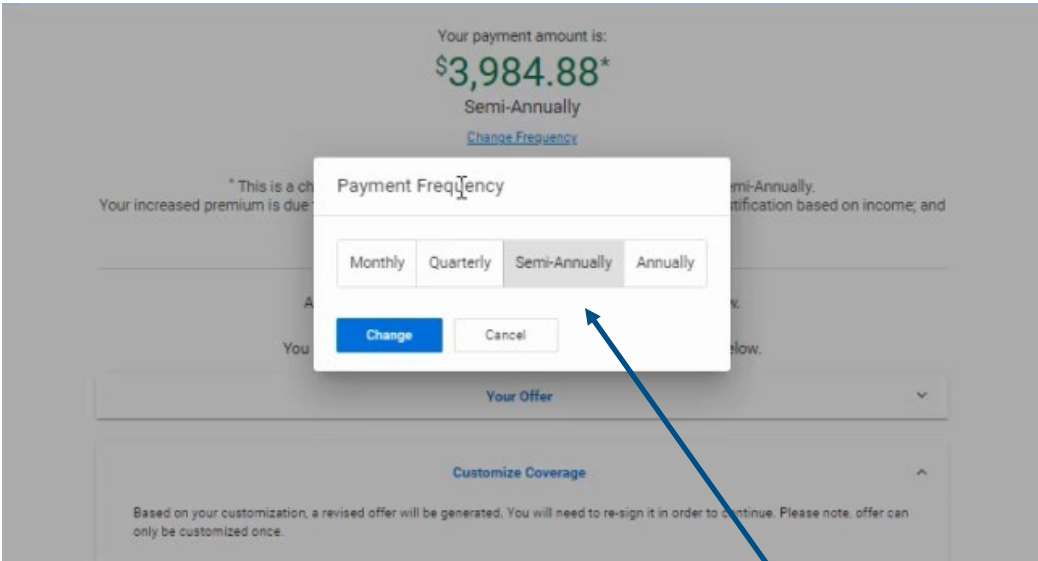 Your payment amount is:
$3,984.88*
Semi-Annually
Change Frequency
* This is a ch
emi-Annually.
Your increased premium is due
tification based on income; and
Payment Frequency
Monthly Quarterly Semi-Annually Annually
A
Change Cancel
You
elow.
Your Offer
Customize Coverage
Based on your customization, a revised offer will be generated. You will need to re-sign it in order to continue. Please note, offer can
only be customized once.